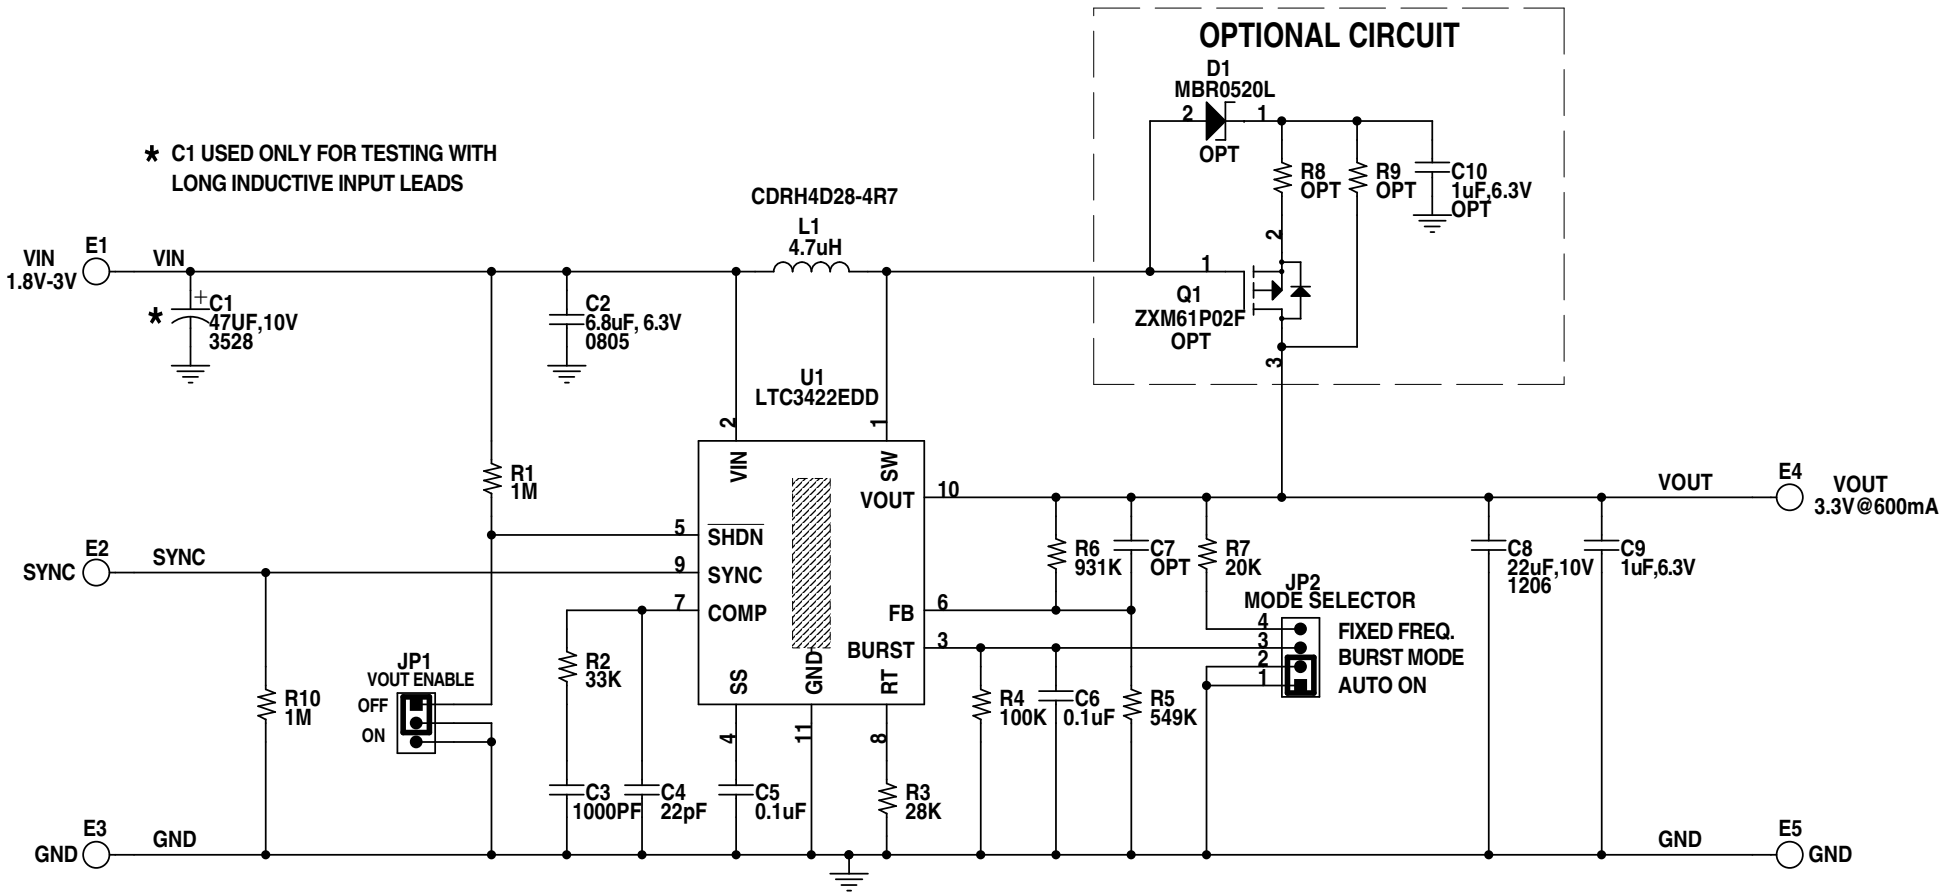 OPTIONAL CIRCUIT
D1
MBR0520L
2
1
OPT
R8
OPT
R9
OPT
C10
1uF,6.3V
OPT
2
1
Q1
ZXM61P02F
OPT
3
* C1 USED ONLY FOR TESTING WITH
LONG INDUCTIVE INPUT LEADS
CDRH4D28-4R7
L1
4.7uH
VIN
1.8V-3V
E1
VIN
+
C1
47UF,10V
3528
*
C2
6.8uF, 6.3V
0805
U1
LTC3422EDD
2
1
VIN
SW
R1
1M
VOUT
10
VOUT
E4
VOUT
3.3V@600mA
5
SHDN
E2
SYNC
SYNC
9
SYNC
7
COMP
FB
6
BURST
3
SS
GND
RT
4
11
8
R6
931K
C7
OPT
R7
20K
C8
22uF,10V
1206
C9
1uF,6.3V
JP2
MODE SELECTOR
4
3
2
1
FIXED FREQ.
BURST MODE
AUTO ON
JP1
VOUT ENABLE
OFF
ON
R10
1M
R2
33K
R4
100K
C6
0.1uF
R5
549K
C3
1000PF
C4
22pF
C5
0.1uF
R3
28K
E3
GND
GND
GND
E5
GND